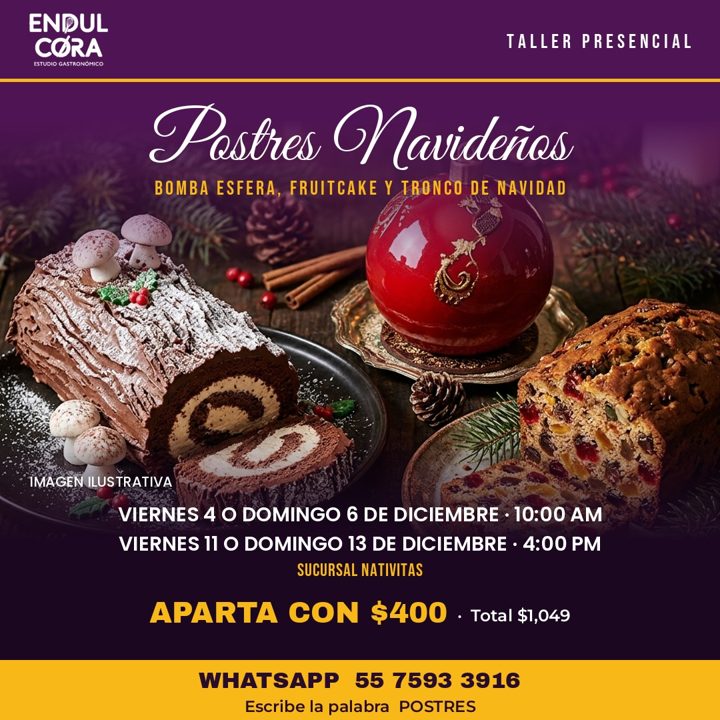 ENDUL
CØRA
ESTUDIO GASTRONÓMICO
TALLER PRESENCIAL
Postres Navideños
BOMBA ESFERA, FRUITCAKE Y TRONCO DE NAVIDAD
IMAGEN ILUSTRATIVA
VIERNES 4 O DOMINGO 6 DE DICIEMBRE · 10:00 AM
VIERNES 11 O DOMINGO 13 DE DICIEMBRE · 4:00 PM
SUCURSAL NATIVITAS
APARTA CON $400 · Total $1,049
WHATSAPP 55 7593 3916
Escribe la palabra POSTRES